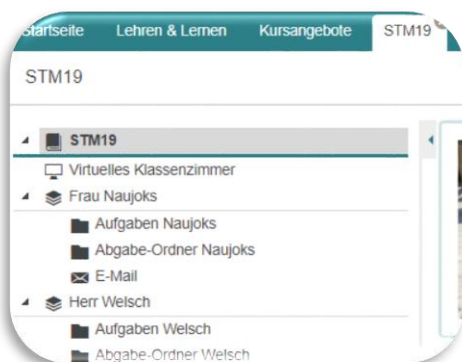 Startseite Lehren & Lernen Kursangebote STM19
STM19
STM19
Virtuelles Klassenzimmer
Frau Naujoks
Aufgaben Naujoks
Abgabe-Ordner Naujoks
E-Mail
Herr Welsch
Aufgaben Welsch
Abgabe-Ordner Welsch